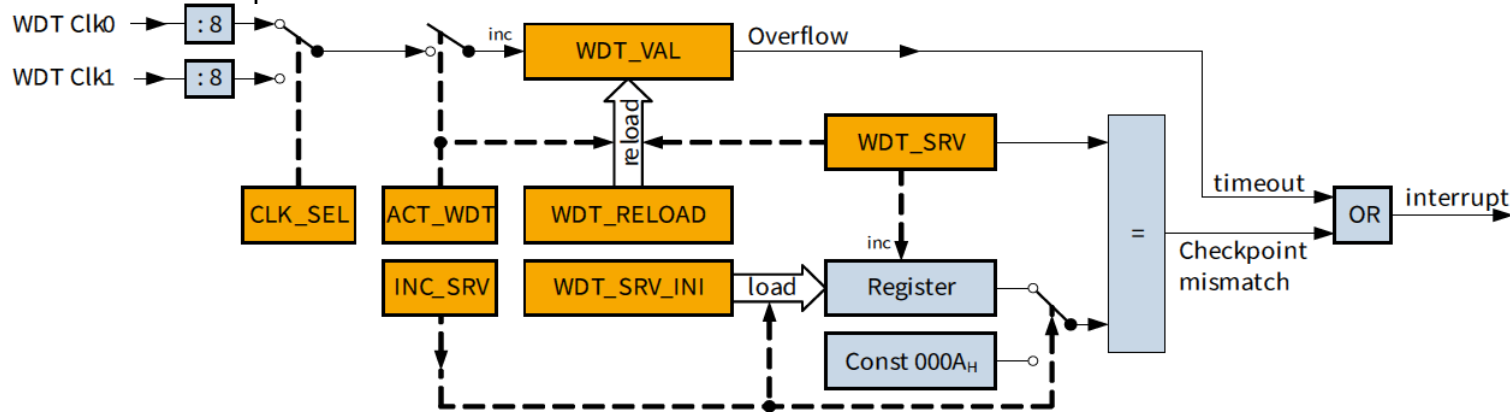 WDT Clk0
: 8
inc
WDT_VAL
Overflow
WDT Clk1
: 8
reload
WDT_SRV
CLK_SEL
ACT_WDT
WDT_RELOAD
timeout
OR
interrupt
inc
=
Checkpoint
mismatch
INC_SRV
WDT_SRV_INI
load
Register
Const 000AH